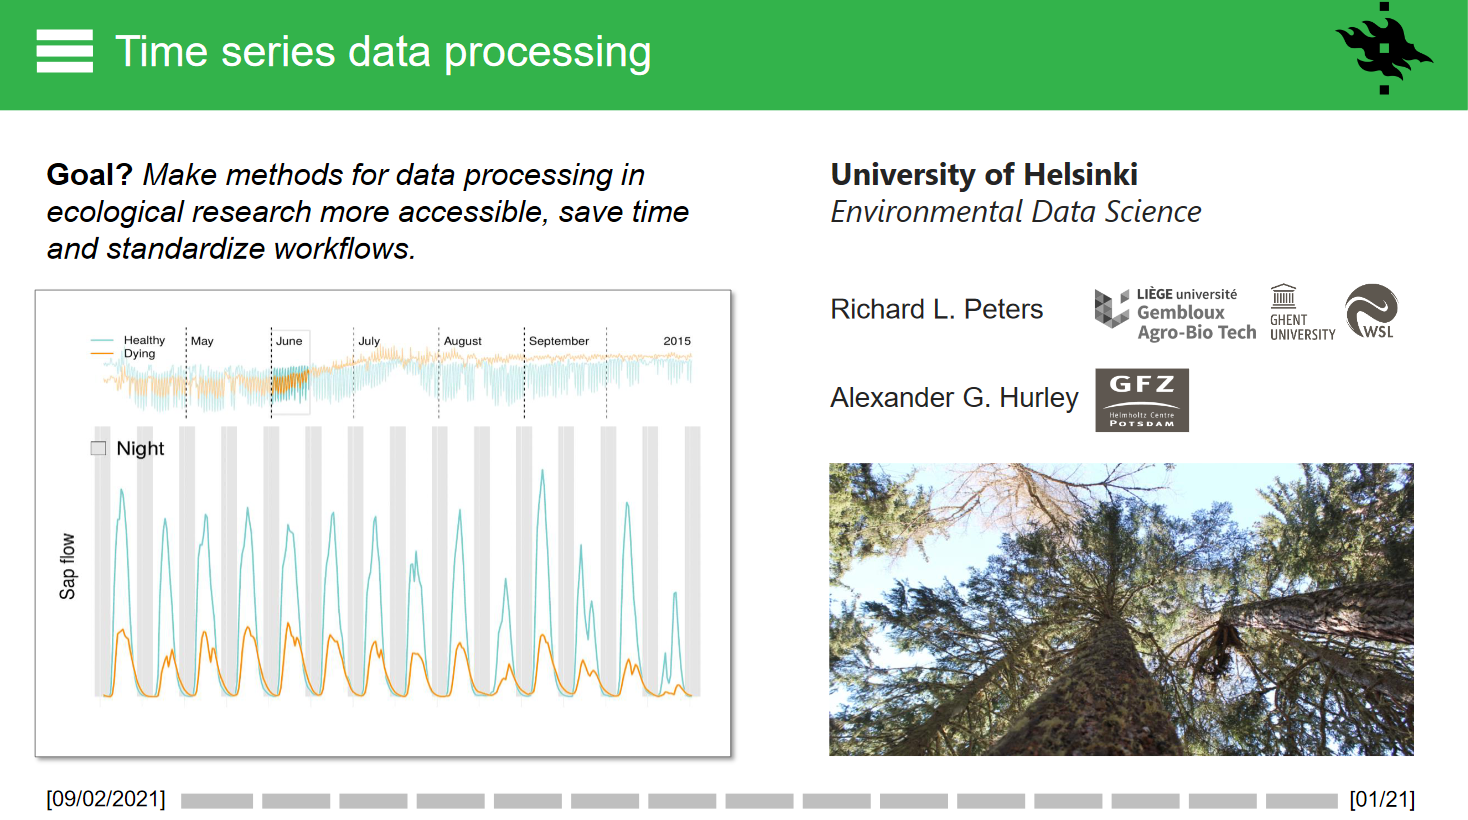 Time series data processing
Goal? Make methods for data processing in
ecological research more accessible, save time
and standardize workflows.
Healthy
Dying
May
June
July
August
September
2015
Night
Sap flow
University of Helsinki
Environmental Data Science
Richard L. Peters
LIÈGE université
Gembloux
Agro-Bio Tech
GHENT
UNIVERSITY
WSL
Alexander G. Hurley
GFZ
Helmholtz Centre
POTSDAM
[09/02/2021]
[01/21]